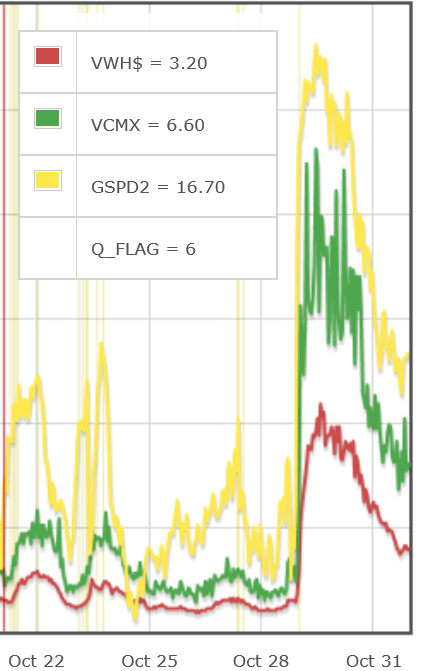 VWH$ = 3.20
VCMX = 6.60
GSPD2 = 16.70
Q_FLAG = 6
Oct 22 Oct 25 Oct 28 Oct 31